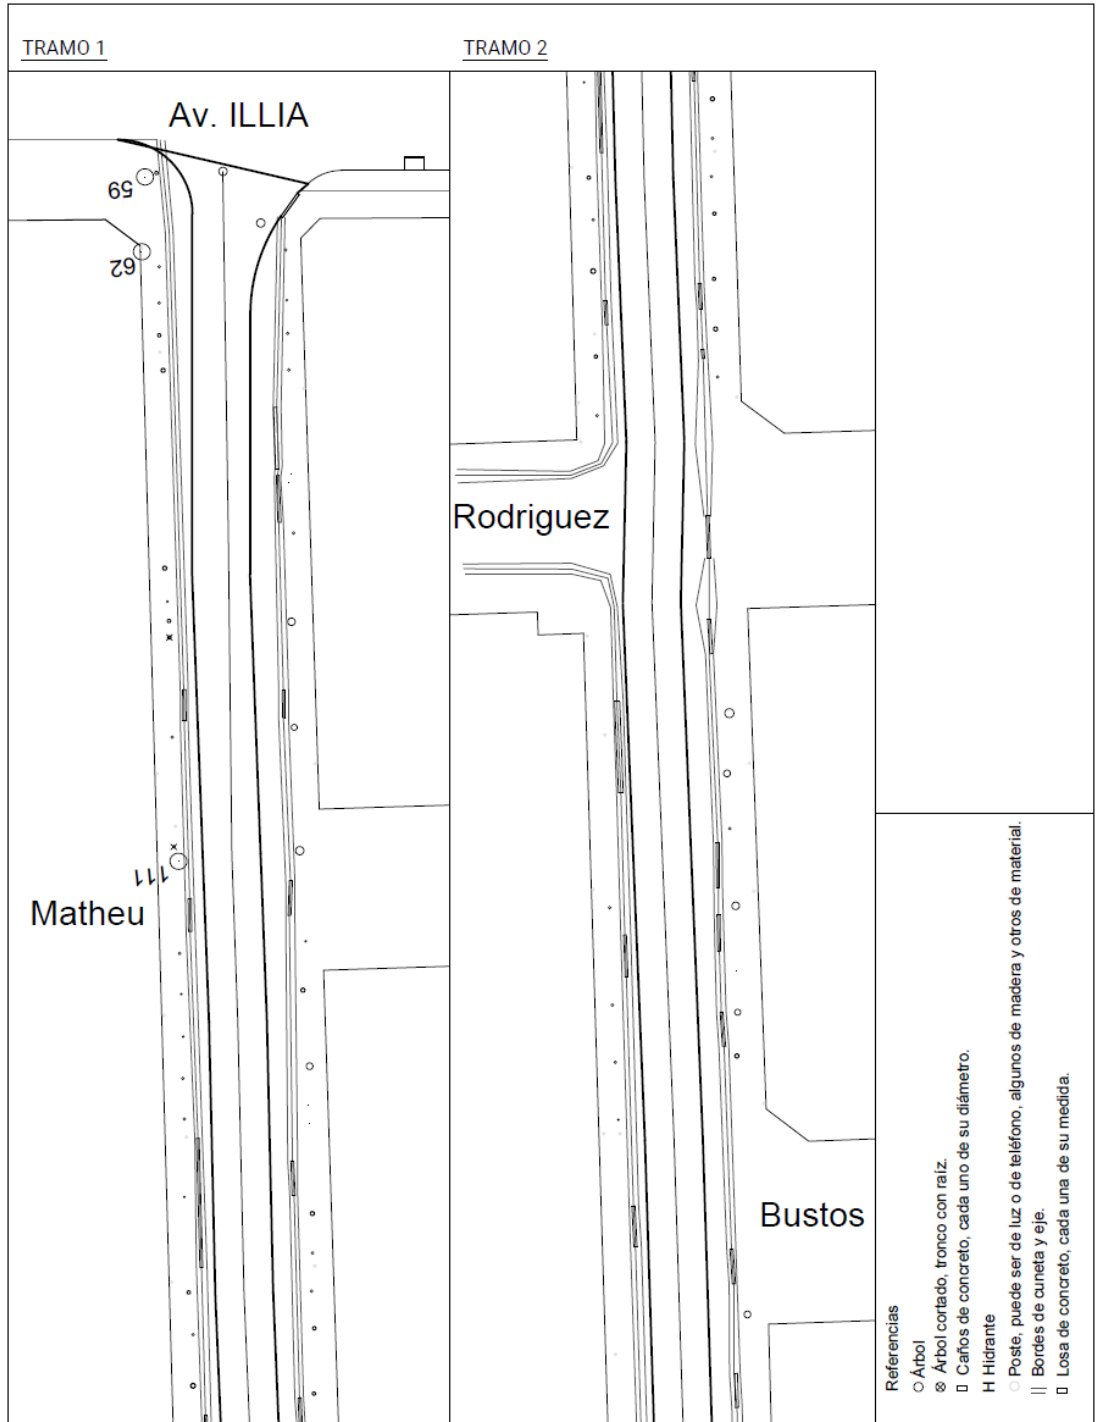 TRAMO 1
TRAMO 2
Av. ILLIA
59
62
Rodriguez
111
Matheu
Bustos
Referencias
Árbol
Árbol cortado, tronco con raíz.
Caños de concreto, cada uno de su diámetro.
H Hidrante
Poste, puede ser de luz o de teléfono, algunos de madera y otros de material.
Bordes de cuneta y eje.
Losa de concreto, cada una de su medida.